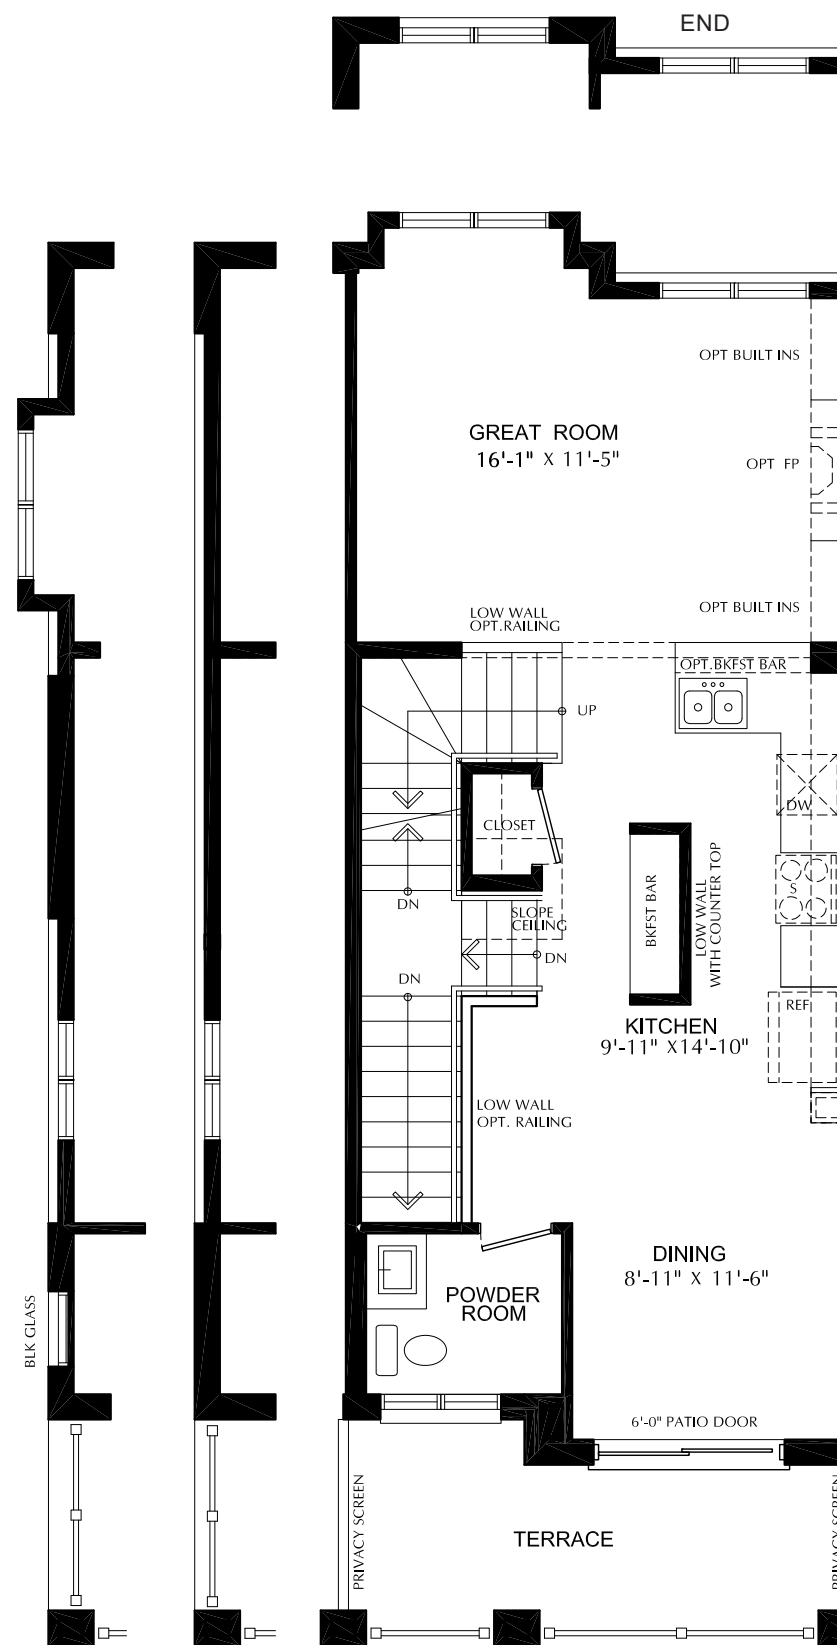 END
OPT BUILT INS
GREAT ROOM
16'-1" X 11'-5"
OPT FP
OPT BUILT INS
LOW WALL
OPT.RAILING
OPT.BKFST BAR
UP
DW
CLOSET
LOW WALL
WITH COUNTER TOP
BKFST BAR
S
DN
SLOPE
CEILING
DN
DN
REF
KITCHEN
9'-11" X14'-10"
LOW WALL
OPT. RAILING
DINING
8'-11" X 11'-6"
POWDER
ROOM
BLK GLASS
6'-0" PATIO DOOR
PRIVACY SCREEN
TERRACE
PRIVACY SCREEN